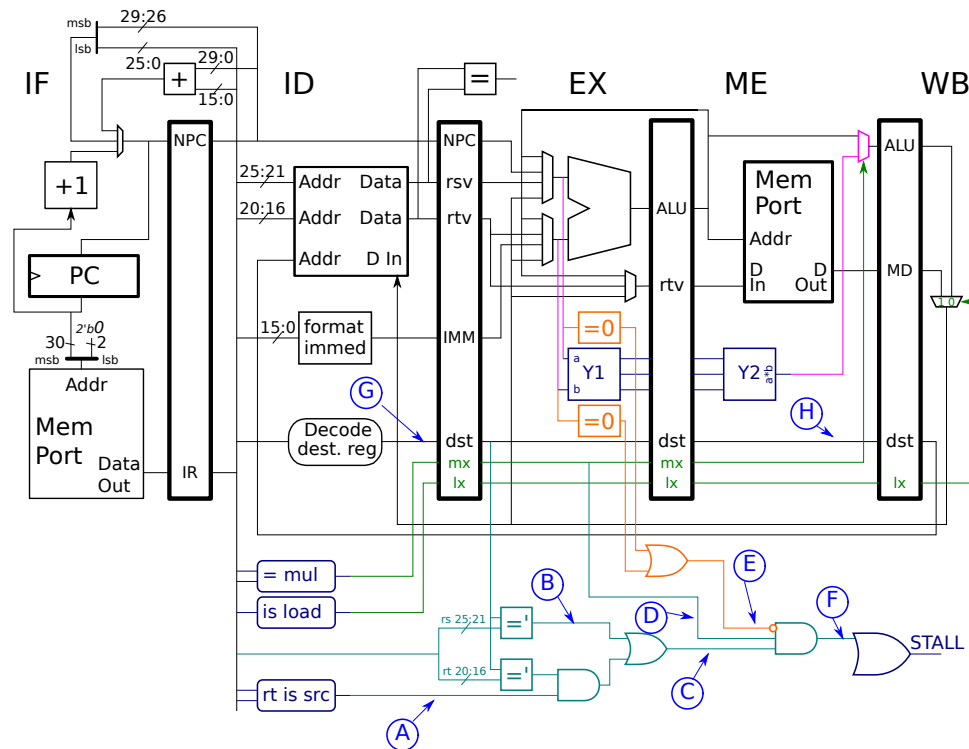 29:26
msb
lsb
25:0
29:0
15:0
+
=
IF
ID
EX
ME
WB
NPC
NPC
ALU
+1
25:21
Addr
Data
rsv
20:16
Addr
Data
rtv
ALU
Mem
Port
Addr
D
In
D
Out
MD
Addr
D In
rtv
1 0
PC
2'b0
30
2
msb
lsb
15:0
format
immed
IMM
=0
a
Y1
b
Y2
a*b
=0
Addr
Mem
Port
Data
Out
IR
G
H
Decode
dest. reg
dst
dst
dst
mx
mx
lx
lx
lx
= mul
is load
rs 25:21
='
B
D
E
F
rt 20:16
='
C
STALL
rt is src
A